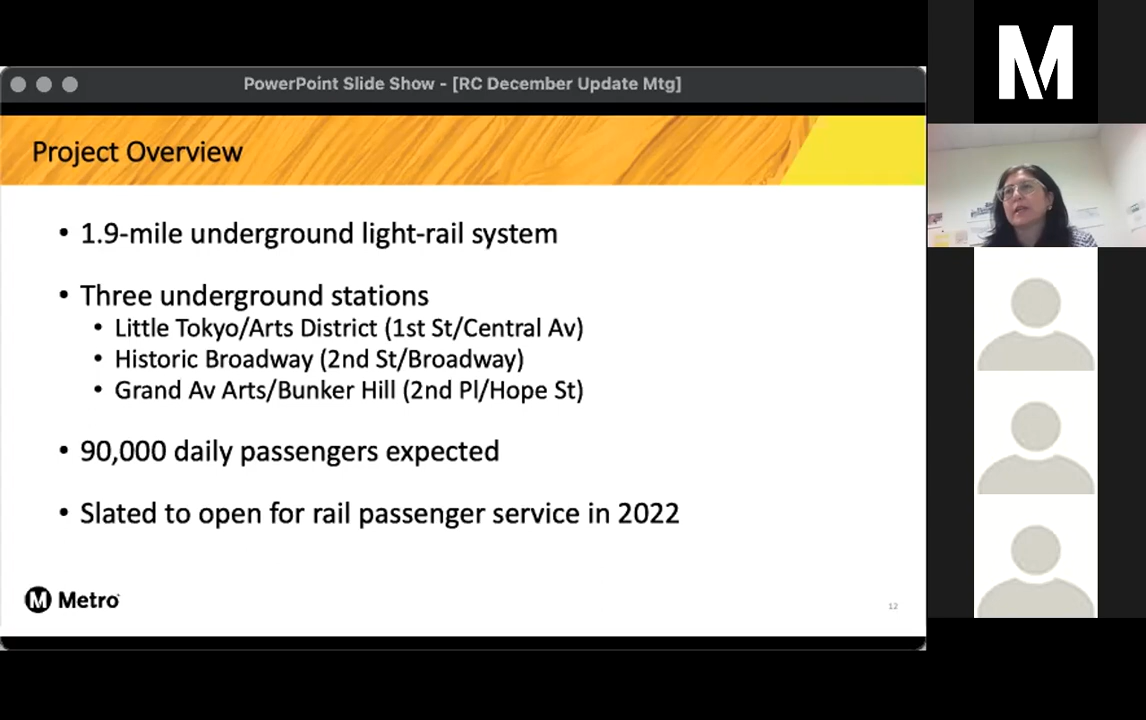 PowerPoint Slide Show - [RC December Update Mtg]
Project Overview
• 1.9-mile underground light-rail system
• Three underground stations
• Little Tokyo/Arts District (1st St/Central Av)
• Historic Broadway (2nd St/Broadway)
• Grand Av Arts/Bunker Hill (2nd Pl/Hope St)
• 90,000 daily passengers expected
• Slated to open for rail passenger service in 2022
M Metro
12
M